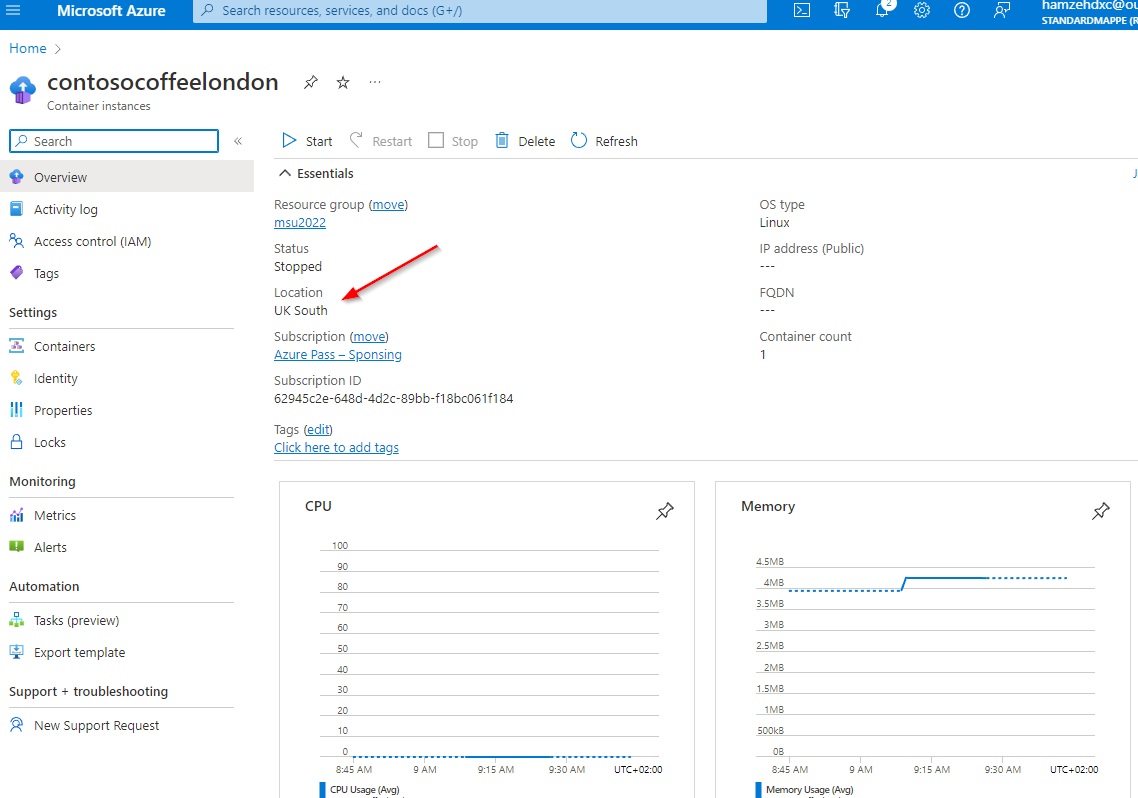 Microsoft Azure
Search resources, services, and docs (G+/)
2
hamzehdxc@ou
STANDARDMAPPE (R
Home >
contosocoffeelondon
Container instances
Search
«
Start
Restart
Stop
Delete
Refresh
Overview
Activity log
Access control (IAM)
Tags
Settings
Containers
Identity
Properties
Locks
Monitoring
Metrics
Alerts
Automation
Tasks (preview)
Export template
Support + troubleshooting
New Support Request
Essentials
J
Resource group (move)
msu2022
Status
Stopped
Location
UK South
Subscription (move)
Azure Pass – Sponsing
Subscription ID
62945c2e-648d-4d2c-89bb-f18bc061f184
Tags (edit)
Click here to add tags
OS type
Linux
IP address (Public)
---
FQDN
---
Container count
1
CPU
100
90
80
70
60
50
40
30
20
10
0
8:45 AM 9 AM 9:15 AM 9:30 AM UTC+02:00
CPU Usage (Avg)
Memory
4.5MB
4MB
3.5MB
3MB
2.5MB
2MB
1.5MB
1MB
500kB
0B
8:45 AM 9 AM 9:15 AM 9:30 AM UTC+02:00
Memory Usage (Avg)